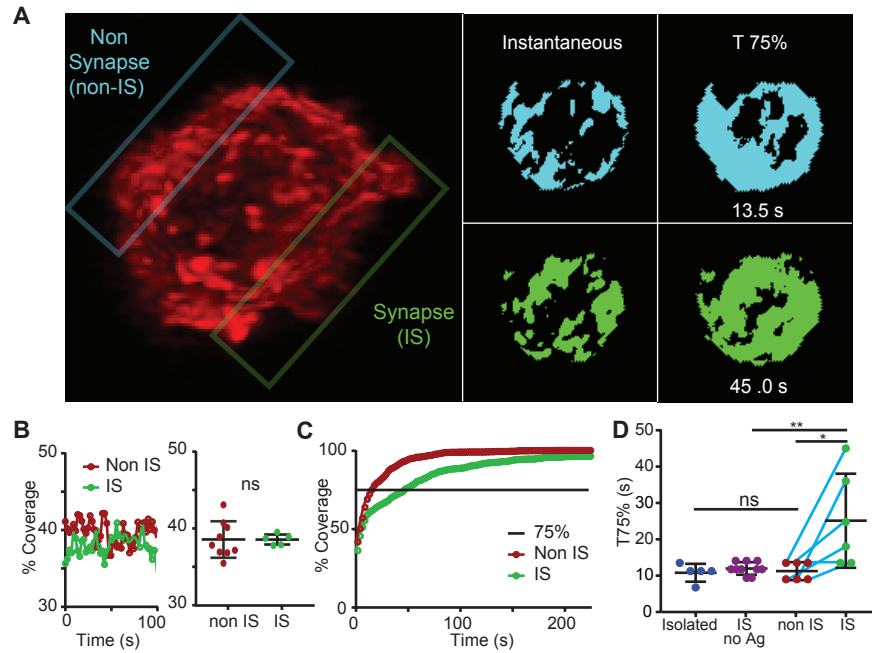 A
Non
Synapse
(non-IS)
Synapse
(IS)
Instantaneous
T 75%
13.5 s
45 .0 s
B
% Coverage
50
40
30
Non IS
IS
0
100
Time (s)
50
45
40
35
30
ns
non IS
IS
C
% Coverage
100
50
0
75%
Non IS
IS
0
100
200
Time (s)
D
T75% (s)
50
40
30
20
10
0
**
*
ns
Isolated
IS
no Ag
non IS
IS